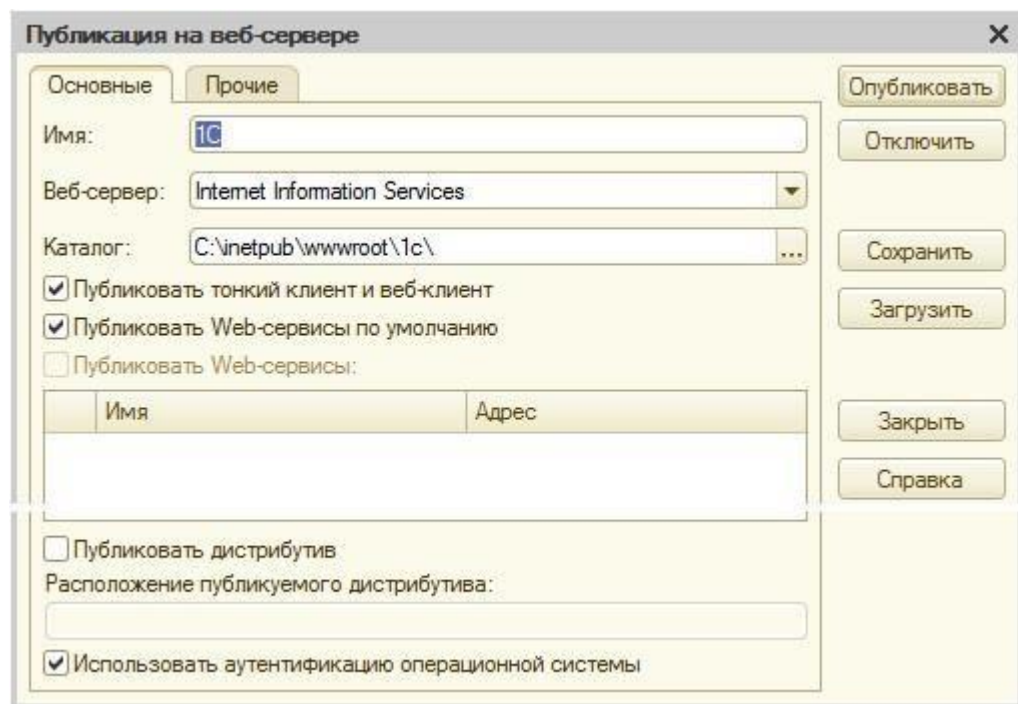 Публикация на веб-сервере
Основные Прочие Опубликовать
Имя: 1C Отключить
Веб-сервер: Internet Information Services
Каталог: C:\inetpub\wwwroot\1c\ ... Сохранить
Публиковать тонкий клиент и веб-клиент
Публиковать Web-сервисы по умолчанию Загрузить
Публиковать Web-сервисы:
Имя Адрес Закрыть
Справка
Публиковать дистрибутив
Расположение публикуемого дистрибутива:
Использовать аутентификацию операционной системы